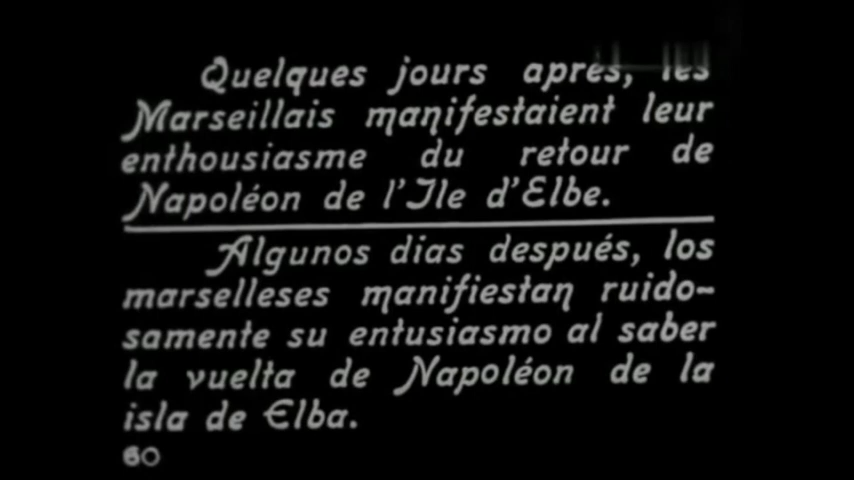 Quelques jours après, les
Marseillais manifestaient leur
enthousiasme du retour de
Napoléon de l'Ile d'Elbe.
Algunos dias después, los
marselleses manifiestan ruido-
samente su entusiasmo al saber
la vuelta de Napoléon de la
isla de Elba.
60